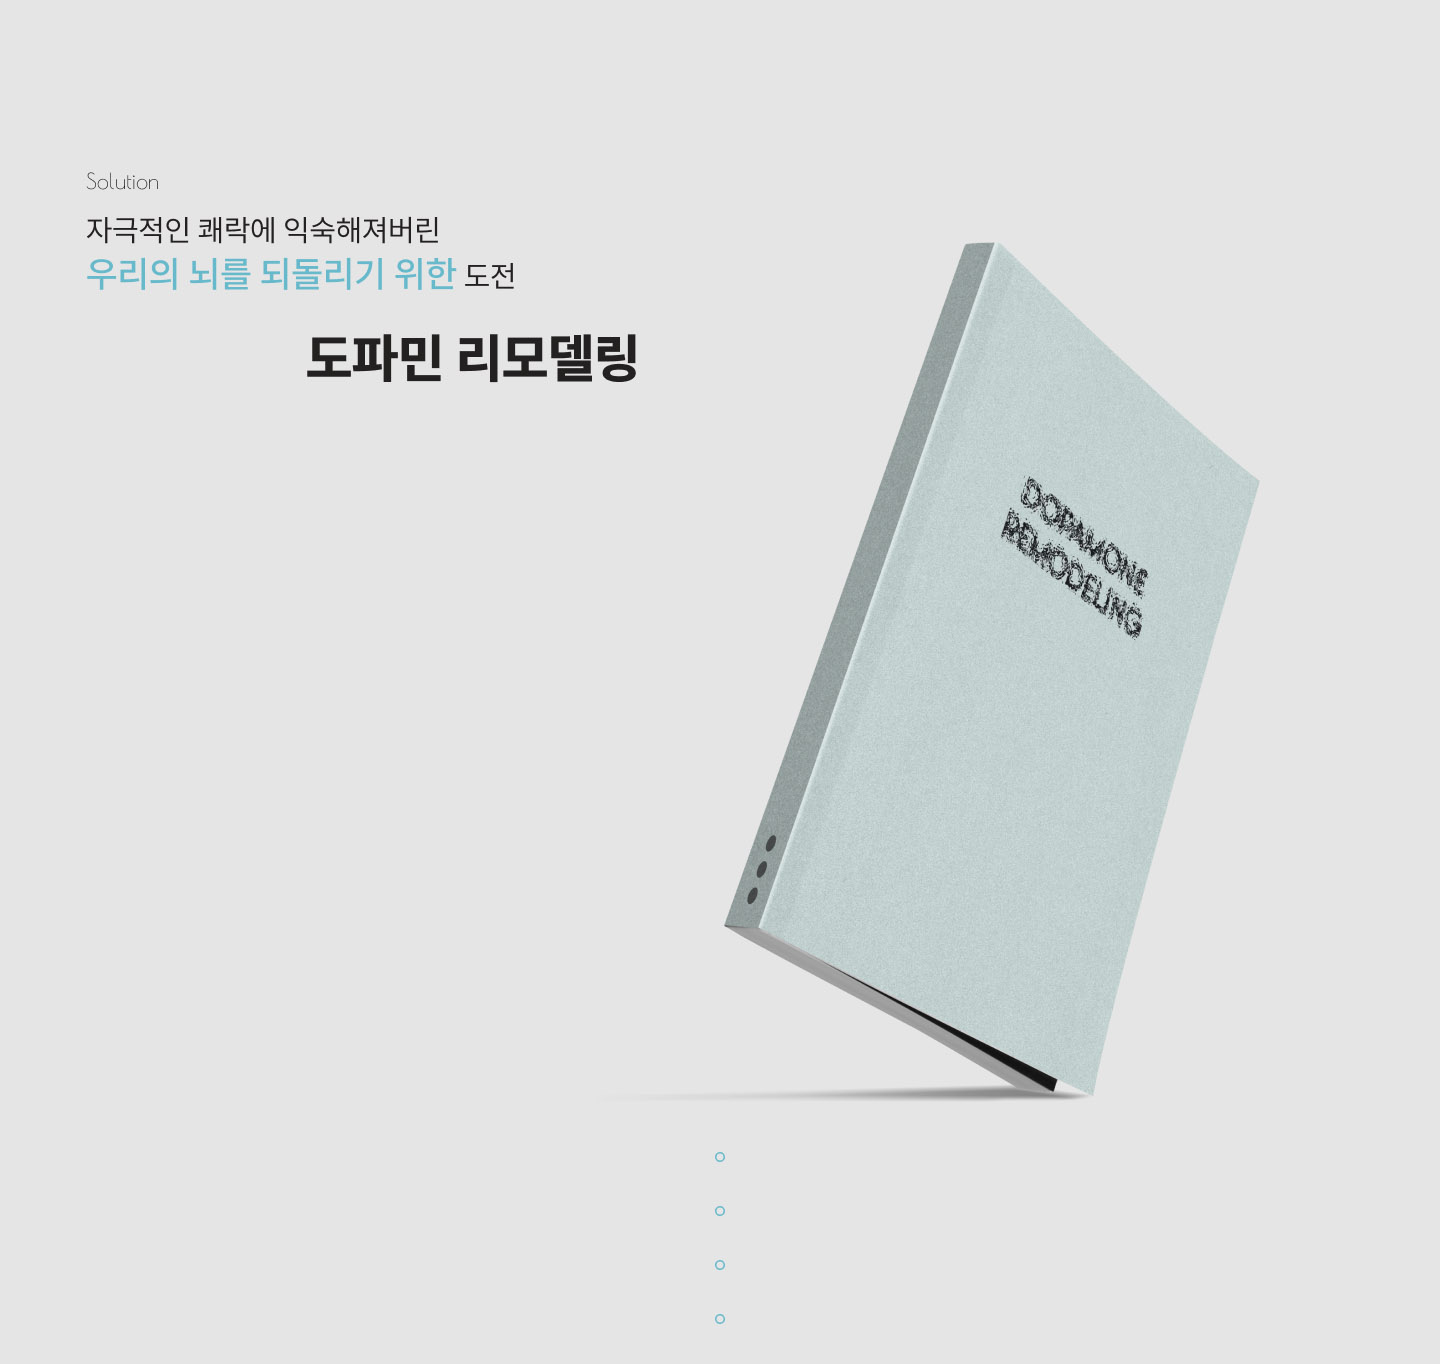 Solution
자극적인 쾌락에 익숙해져버린
우리의 뇌를 되돌리기 위한 도전
도파민 리모델링
DOPAMONE
REMODELING